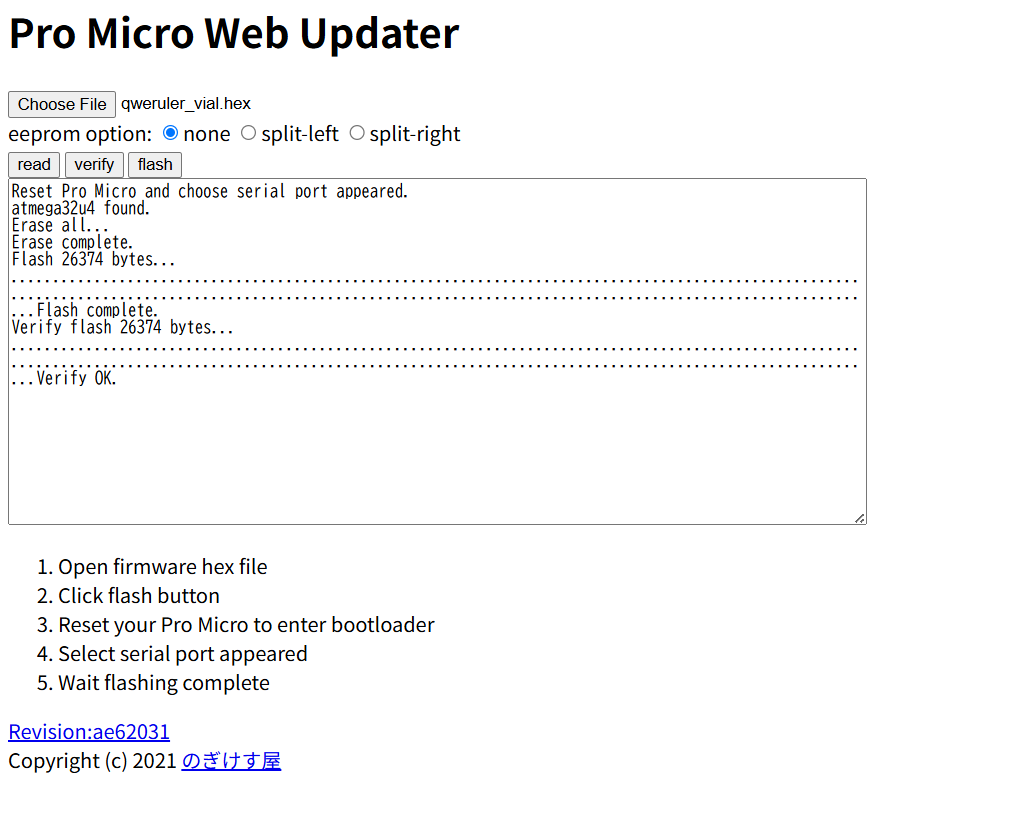 Pro Micro Web Updater
Choose File qweruler_vial.hex
eeprom option: none split-left split-right
read verify flash
Reset Pro Micro and choose serial port appeared.
atmega32u4 found.
Erase all...
Erase complete.
Flash 26374 bytes...
......................................................................................................
......................................................................................................
...Flash complete.
Verify flash 26374 bytes...
......................................................................................................
......................................................................................................
...Verify OK.
1. Open firmware hex file
2. Click flash button
3. Reset your Pro Micro to enter bootloader
4. Select serial port appeared
5. Wait flashing complete
Revision:ae62031
Copyright (c) 2021 のぎけす屋